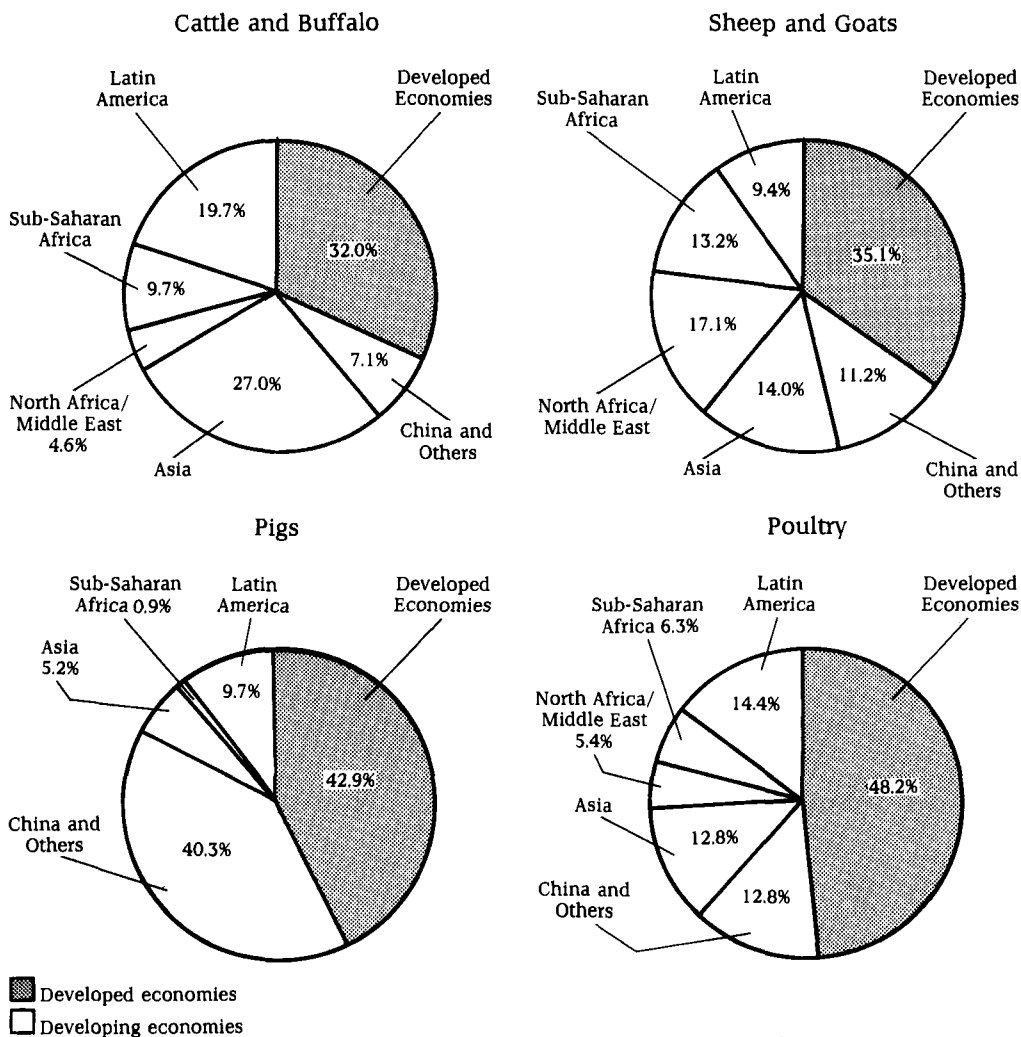 Cattle and Buffalo
Latin
America
Developed
Economies
Sub-Saharan
Africa
19.7%
32.0%
9.7%
7.1%
27.0%
North Africa/
Middle East
4.6%
China and
Others
Asia
Sheep and Goats
Latin
America
Developed
Economies
Sub-Saharan
Africa
9.4%
13.2%
35.1%
17.1%
11.2%
14.0%
North Africa/
Middle East
Asia
China and
Others
Pigs
Sub-Saharan
Africa 0.9%
Latin
America
Developed
Economies
Asia
5.2%
9.7%
42.9%
China and
Others
40.3%
Poultry
Latin
America
Developed
Economies
Sub-Saharan
Africa 6.3%
North Africa/
Middle East
5.4%
14.4%
48.2%
Asia
12.8%
12.8%
China and
Others
Developed economies
Developing economies